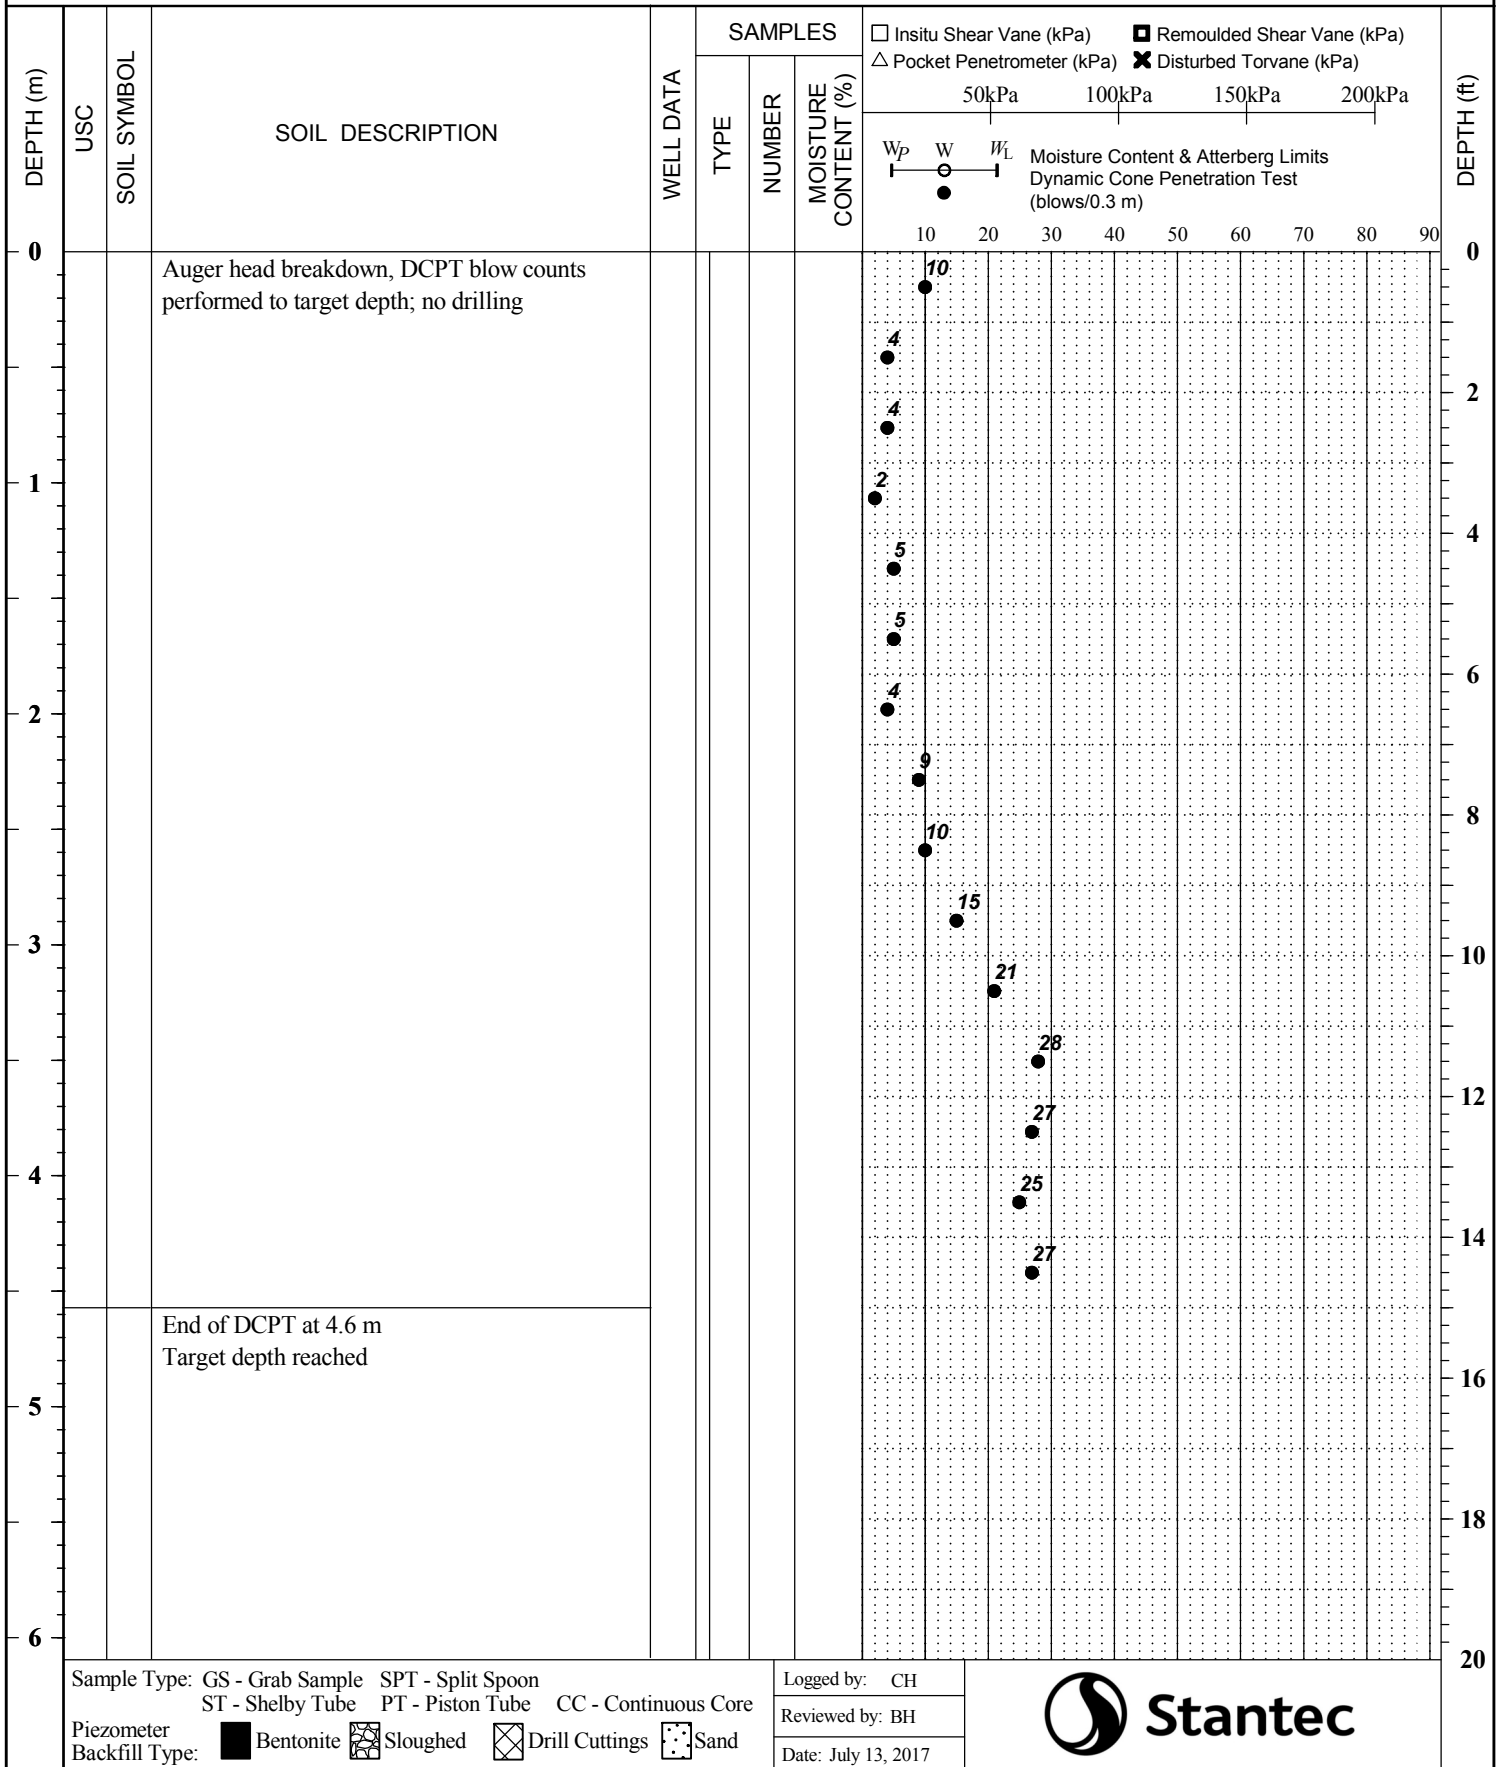 DEPTH (m)
USC
SOIL SYMBOL
SOIL DESCRIPTION
WELL DATA
SAMPLES
TYPE
NUMBER
MOISTURE
CONTENT (%)
Insitu Shear Vane (kPa)
Remoulded Shear Vane (kPa)
Pocket Penetrometer (kPa)
Disturbed Torvane (kPa)
50kPa 100kPa 150kPa 200kPa
WP W WL
Moisture Content & Atterberg Limits
Dynamic Cone Penetration Test
(blows/0.3 m)
10 20 30 40 50 60 70 80 90
DEPTH (ft)
0
1
2
3
4
5
6
Auger head breakdown, DCPT blow counts
performed to target depth; no drilling
End of DCPT at 4.6 m
Target depth reached
10
4
4
2
5
5
4
9
10
15
21
28
27
25
27
0
2
4
6
8
10
12
14
16
18
20
Sample Type: GS - Grab Sample SPT - Split Spoon
ST - Shelby Tube PT - Piston Tube CC - Continuous Core
Piezometer
Backfill Type:
Bentonite Sloughed Drill Cuttings Sand
Logged by: CH
Reviewed by: BH
Date: July 13, 2017
Stantec